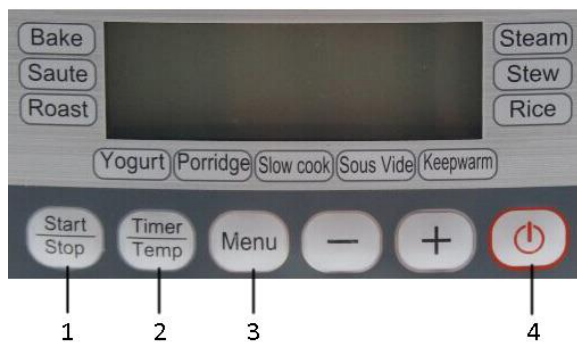 Bake
Steam
Saute
Stew
Roast
Rice
Yogurt Porridge Slow cook Sous Vide Keepwarm
Start
Stop
Timer
Temp
Menu
− +
1 2 3 4